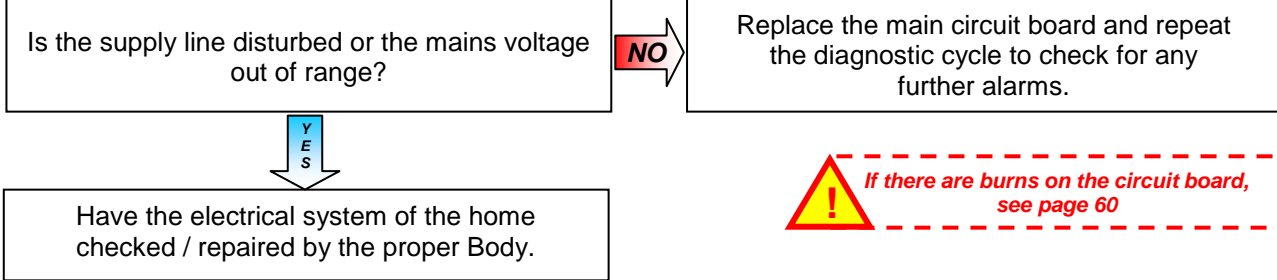 Is the supply line disturbed or the mains voltage
out of range?
NO
Replace the main circuit board and repeat
the diagnostic cycle to check for any
further alarms.
YES
!
If there are burns on the circuit board,
see page 60
Have the electrical system of the home
checked / repaired by the proper Body.